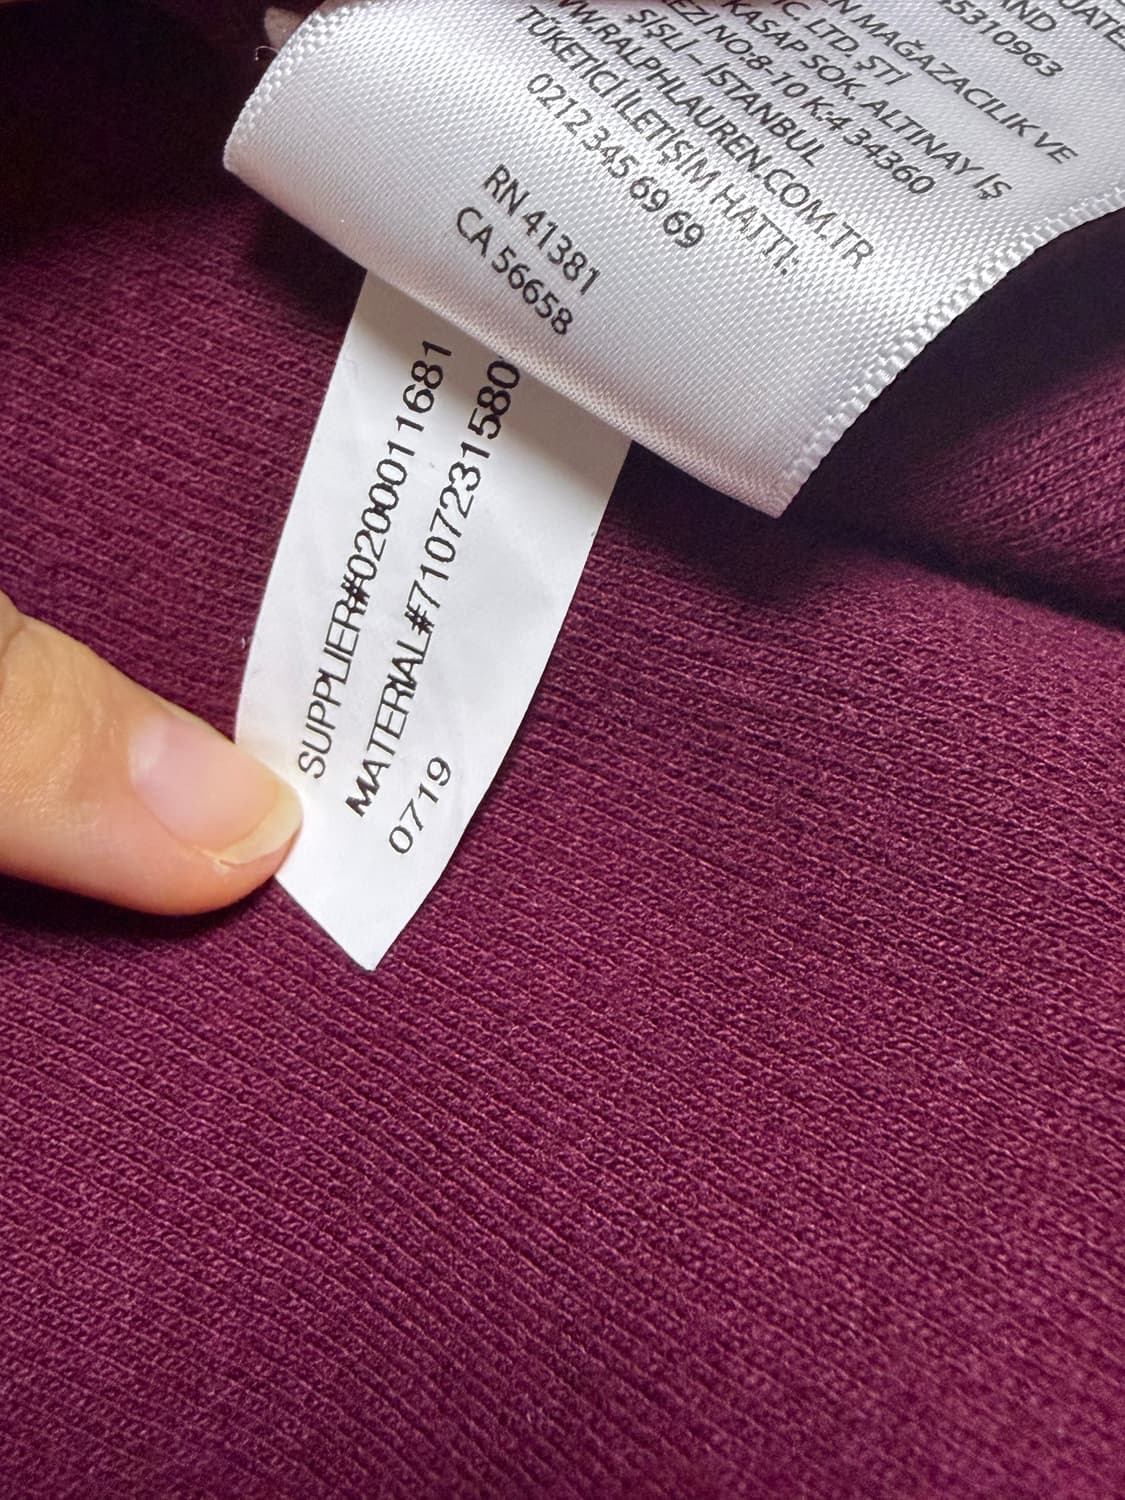 AND
45310963
N MAĞAZACILIK VE
İC. LTD. ŞTİ
KASAP SOK. ALTINAY İŞ
EZİ NO:8-10 K:4 34360
ŞİŞLİ – İSTANBUL
WWW.RALPHLAUREN.COM.TR
TÜKETİCİ İLETİŞİM HATTI:
0212 345 69 69
RN 41381
CA 56658
SUPPLIER#0200011681
MATERIAL#7107231580
0719